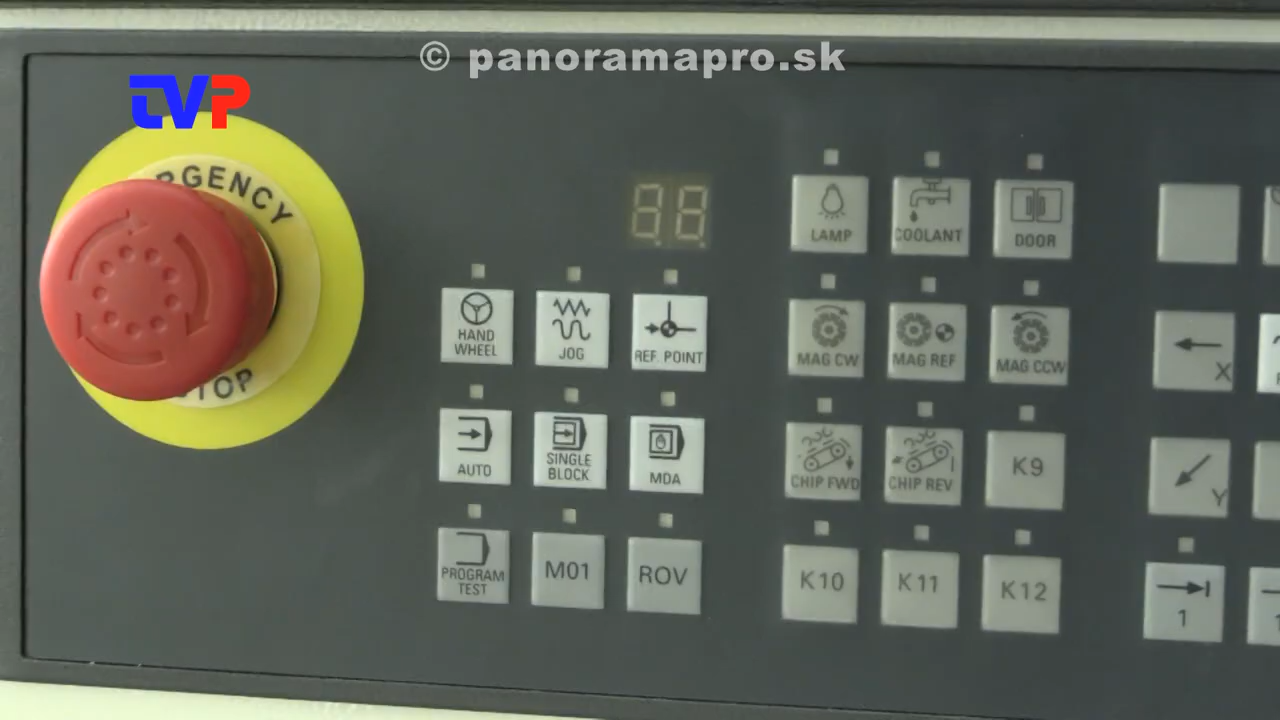 © panoramapro.sk
TVP
RGENCY
TOP
LAMP
COOLANT
DOOR
HAND
WHEEL
JOG
REF. POINT
MAG CW
MAG REF
MAG CCW
X
AUTO
SINGLE
BLOCK
MDA
CHIP FWD
CHIP REV
K9
Y
PROGRAM
TEST
M01
ROV
K10
K11
K12
1